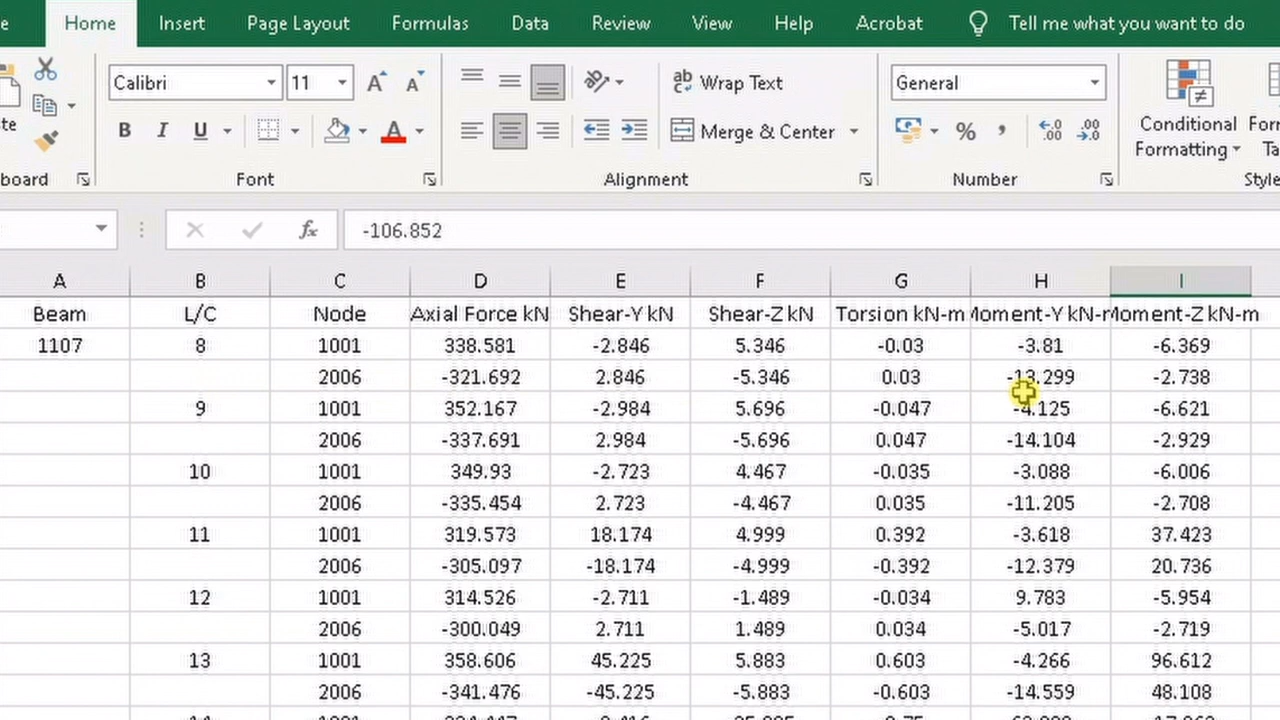 Home Insert Page Layout Formulas Data Review View Help Acrobat Tell me what you want to do
Calibri 11 Wrap Text General
B I U A Merge & Center % , Conditional
Formatting
Font Alignment Number
fx -106.852
A B C D E F G H I
Beam L/C Node Axial Force kN Shear-Y kN Shear-Z kN Torsion kN-m Moment-Z kN-m
1107 8 1001 338.581 -2.846 5.346 -0.03 -3.81 -6.369
2006 -321.692 2.846 -5.346 0.03 -13.299 -2.738
9 1001 352.167 -2.984 5.696 -0.047 -4.125 -6.621
2006 -337.691 2.984 -5.696 0.047 -14.104 -2.929
10 1001 349.93 -2.723 4.467 -0.035 -3.088 -6.006
2006 -335.454 2.723 -4.467 0.035 -11.205 -2.708
11 1001 319.573 18.174 4.999 0.392 -3.618 37.423
2006 -305.097 -18.174 -4.999 -0.392 -12.379 20.736
12 1001 314.526 -2.711 -1.489 -0.034 9.783 -5.954
2006 -300.049 2.711 1.489 0.034 -5.017 -2.719
13 1001 358.606 45.225 5.883 0.603 -4.266 96.612
2006 -341.476 -45.225 -5.883 -0.603 -14.559 48.108